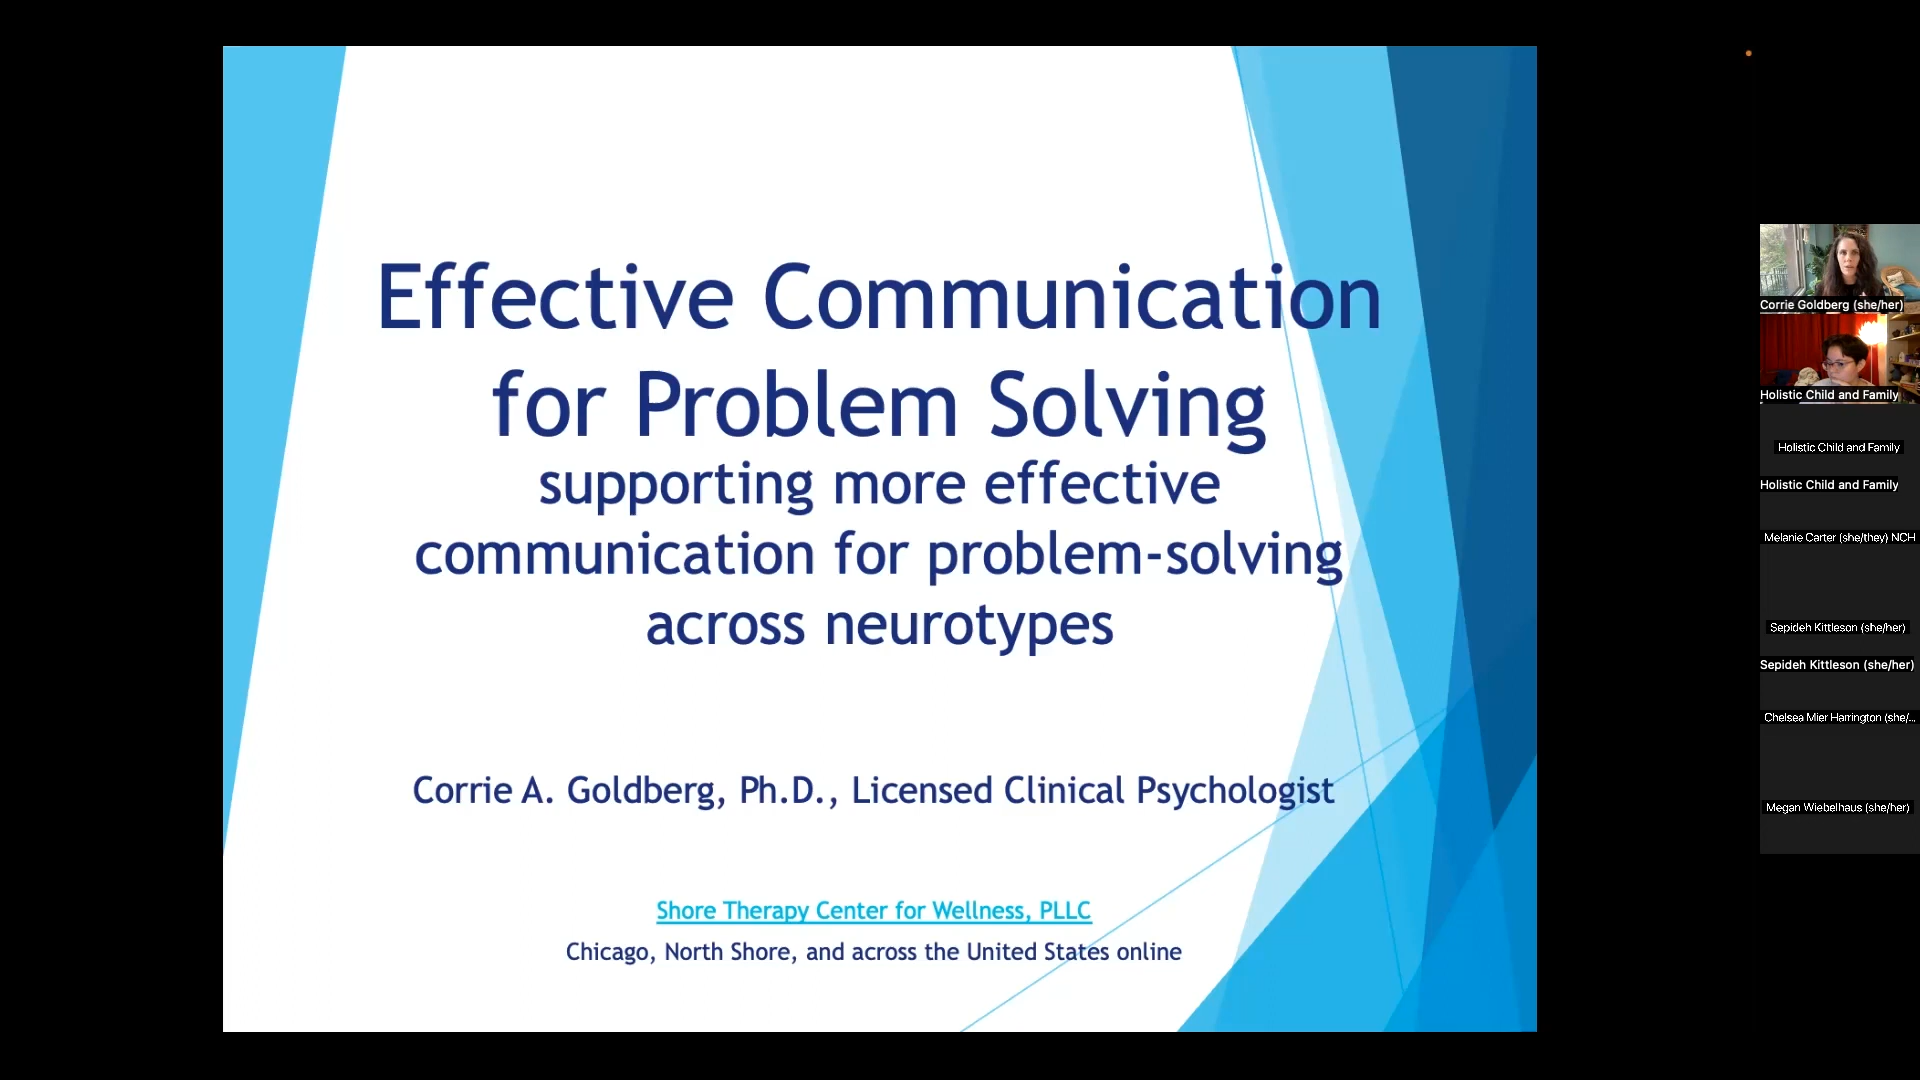 Effective Communication
for Problem Solving
supporting more effective
communication for problem-solving
across neurotypes
Corrie A. Goldberg, Ph.D., Licensed Clinical Psychologist
Shore Therapy Center for Wellness, PLLC
Chicago, North Shore, and across the United States online
Corrie Goldberg (she/her)
Holistic Child and Family
Holistic Child and Family
Holistic Child and Family
Melanie Carter (she/they) NCH
Sepideh Kittleson (she/her)
Sepideh Kittleson (she/her)
Chelsea Mier Harrington (she/...
Megan Wiebelhaus (she/her)